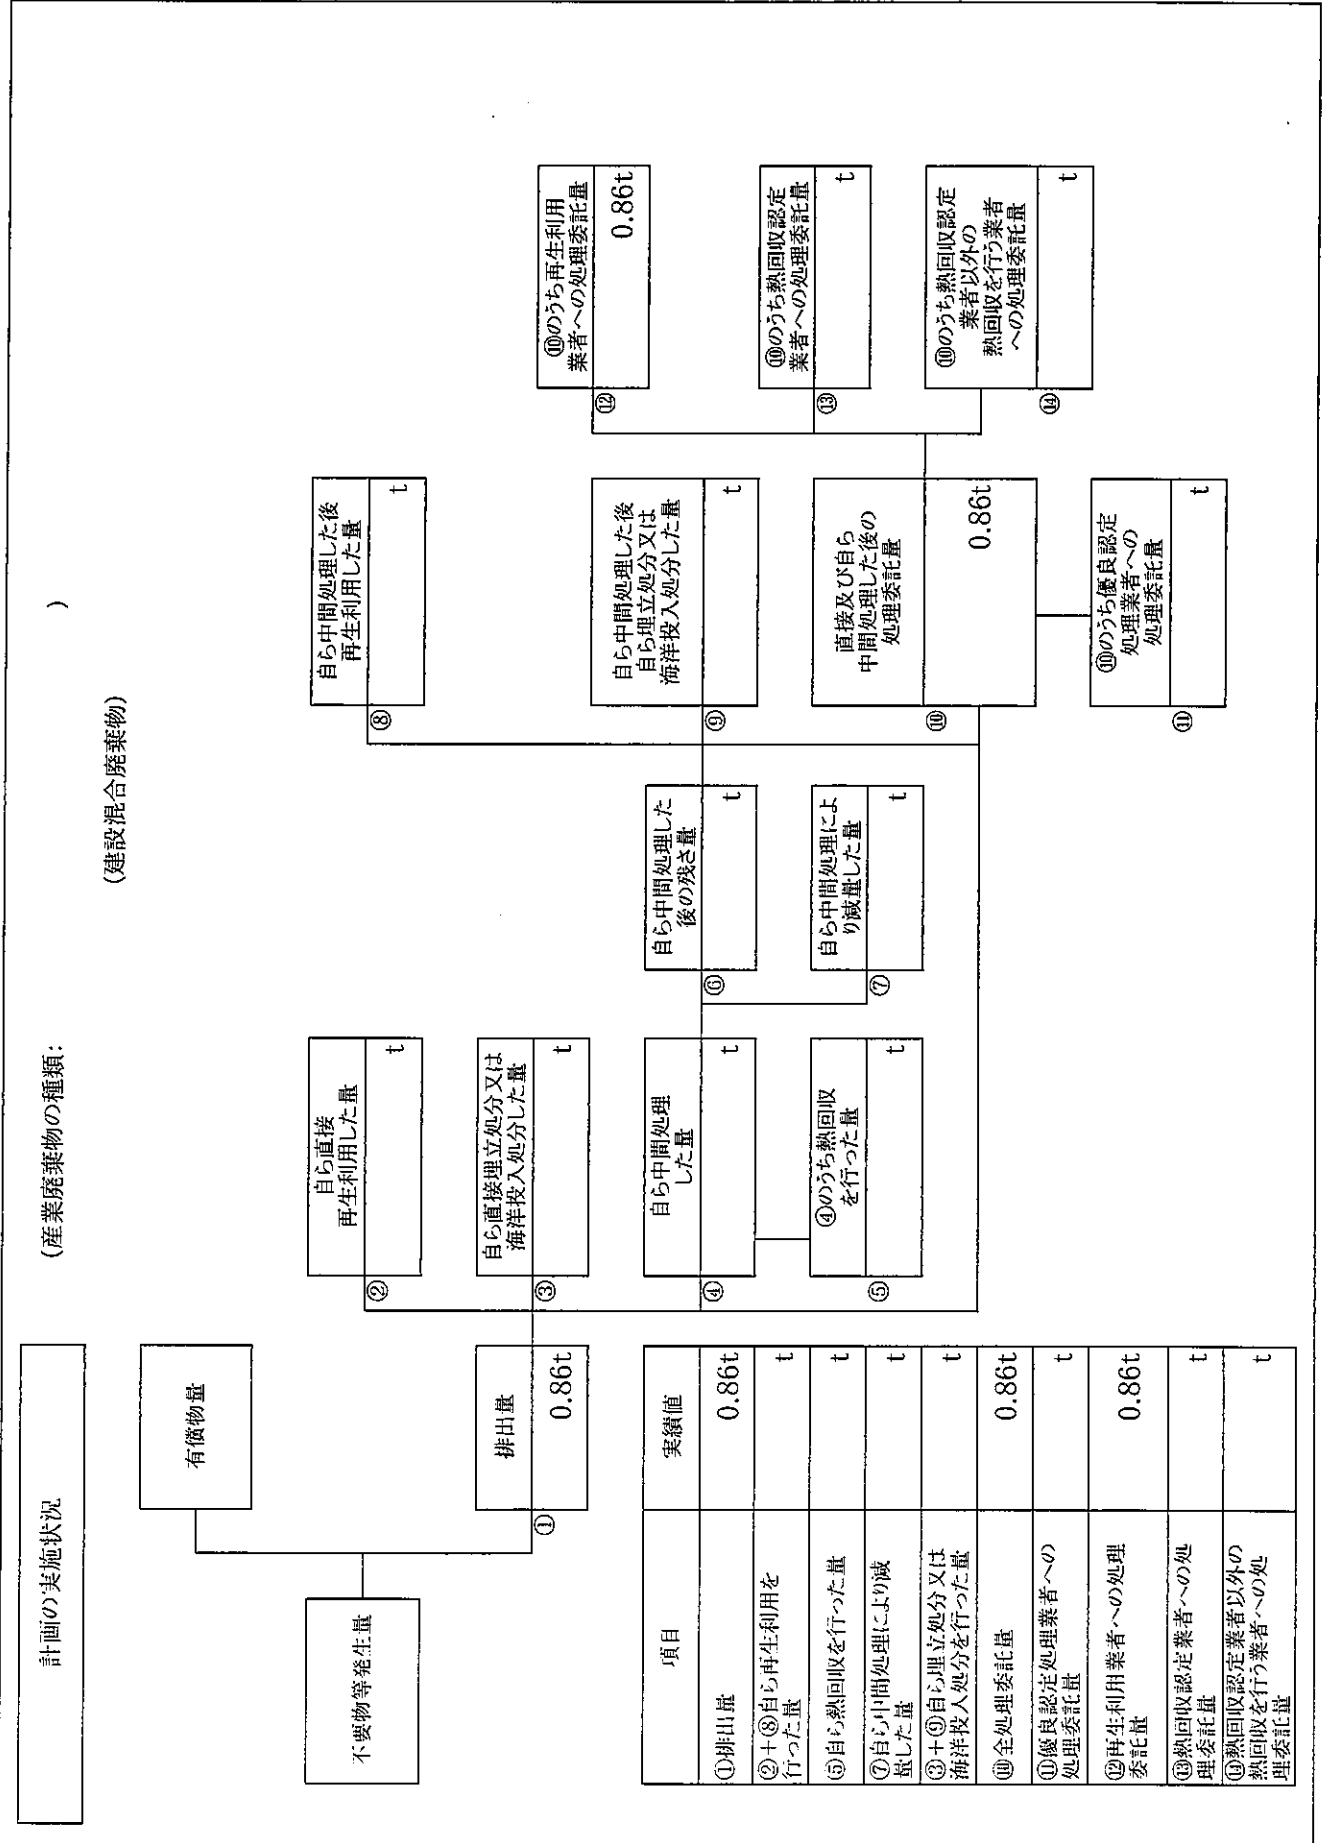 計画の実施状況
(産業廃棄物の種類:
)
(建設混合廃棄物)
不要物等発生量
有償物量
①
排出量
0.86t
②
自ら直接
再生利用した量
t
③
自ら直接埋立処分又は
海洋投入処分した量
t
④
自ら中間処理
した量
t
⑤
④のうち熱回収
を行った量
t
⑥
自ら中間処理した
後の残さ量
t
⑦
自ら中間処理によ
り減量した量
t
⑧
自ら中間処理した後
再生利用した量
t
⑨
自ら中間処理した後
自ら埋立処分又は
海洋投入処分した量
t
⑩
直接及び自ら
中間処理した後の
処理委託量
0.86t
⑪
⑩のうち優良認定
処理業者への
処理委託量
t
⑫
⑩のうち再生利用
業者への処理委託量
0.86t
⑬
⑩のうち熱回収認定
業者への処理委託量
t
⑭
⑩のうち熱回収認定
業者以外の
熱回収を行う業者
への処理委託量
t
項目
実績値
①排出量
0.86t
②+⑧自ら再生利用を
行った量
t
⑤自ら熱回収を行った量
t
⑦自ら中間処理により減
量した量
t
③+⑨自ら埋立処分又は
海洋投入処分を行った量
t
⑩全処理委託量
0.86t
⑪優良認定処理業者への
処理委託量
t
⑫再生利用業者への処理
委託量
0.86t
⑬熱回収認定業者への処
理委託量
t
⑭熱回収認定業者以外の
熱回収を行う業者への処
理委託量
t